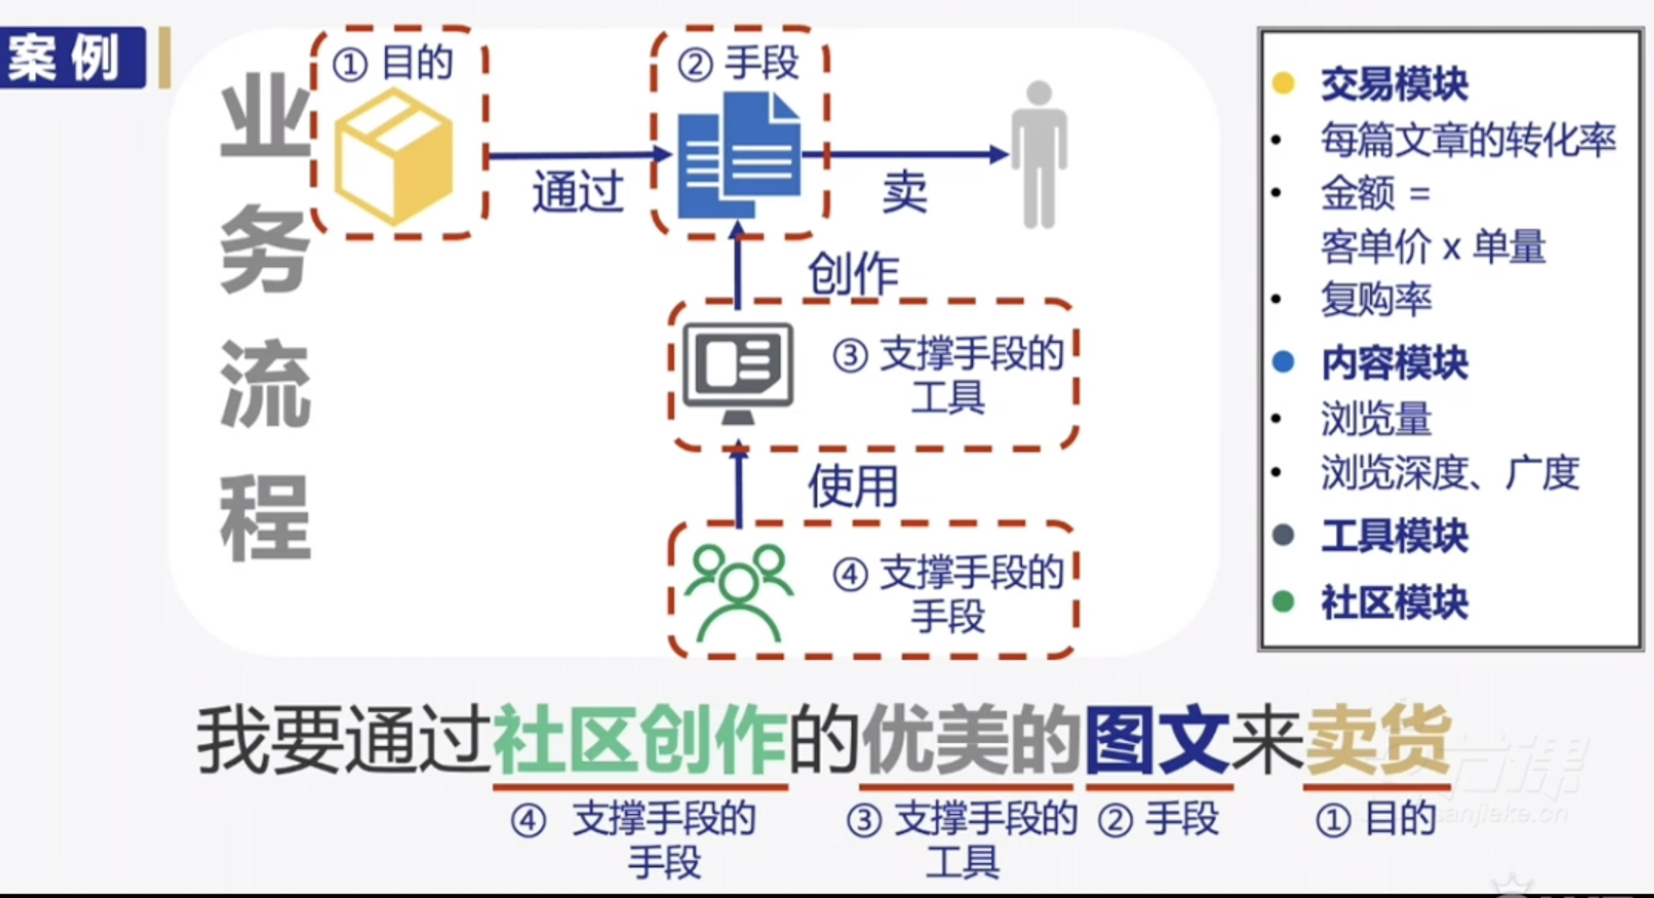 案例
业务流程
① 目的
② 手段
通过
卖
创作
③ 支撑手段的
工具
使用
④ 支撑手段的
手段
交易模块
每篇文章的转化率
金额 =
客单价 x 单量
复购率
内容模块
浏览量
浏览深度、广度
工具模块
社区模块
我要通过社区创作的优美的图文来卖货
④ 支撑手段的
手段
③ 支撑手段的
工具
② 手段
① 目的
sanjieke.cn